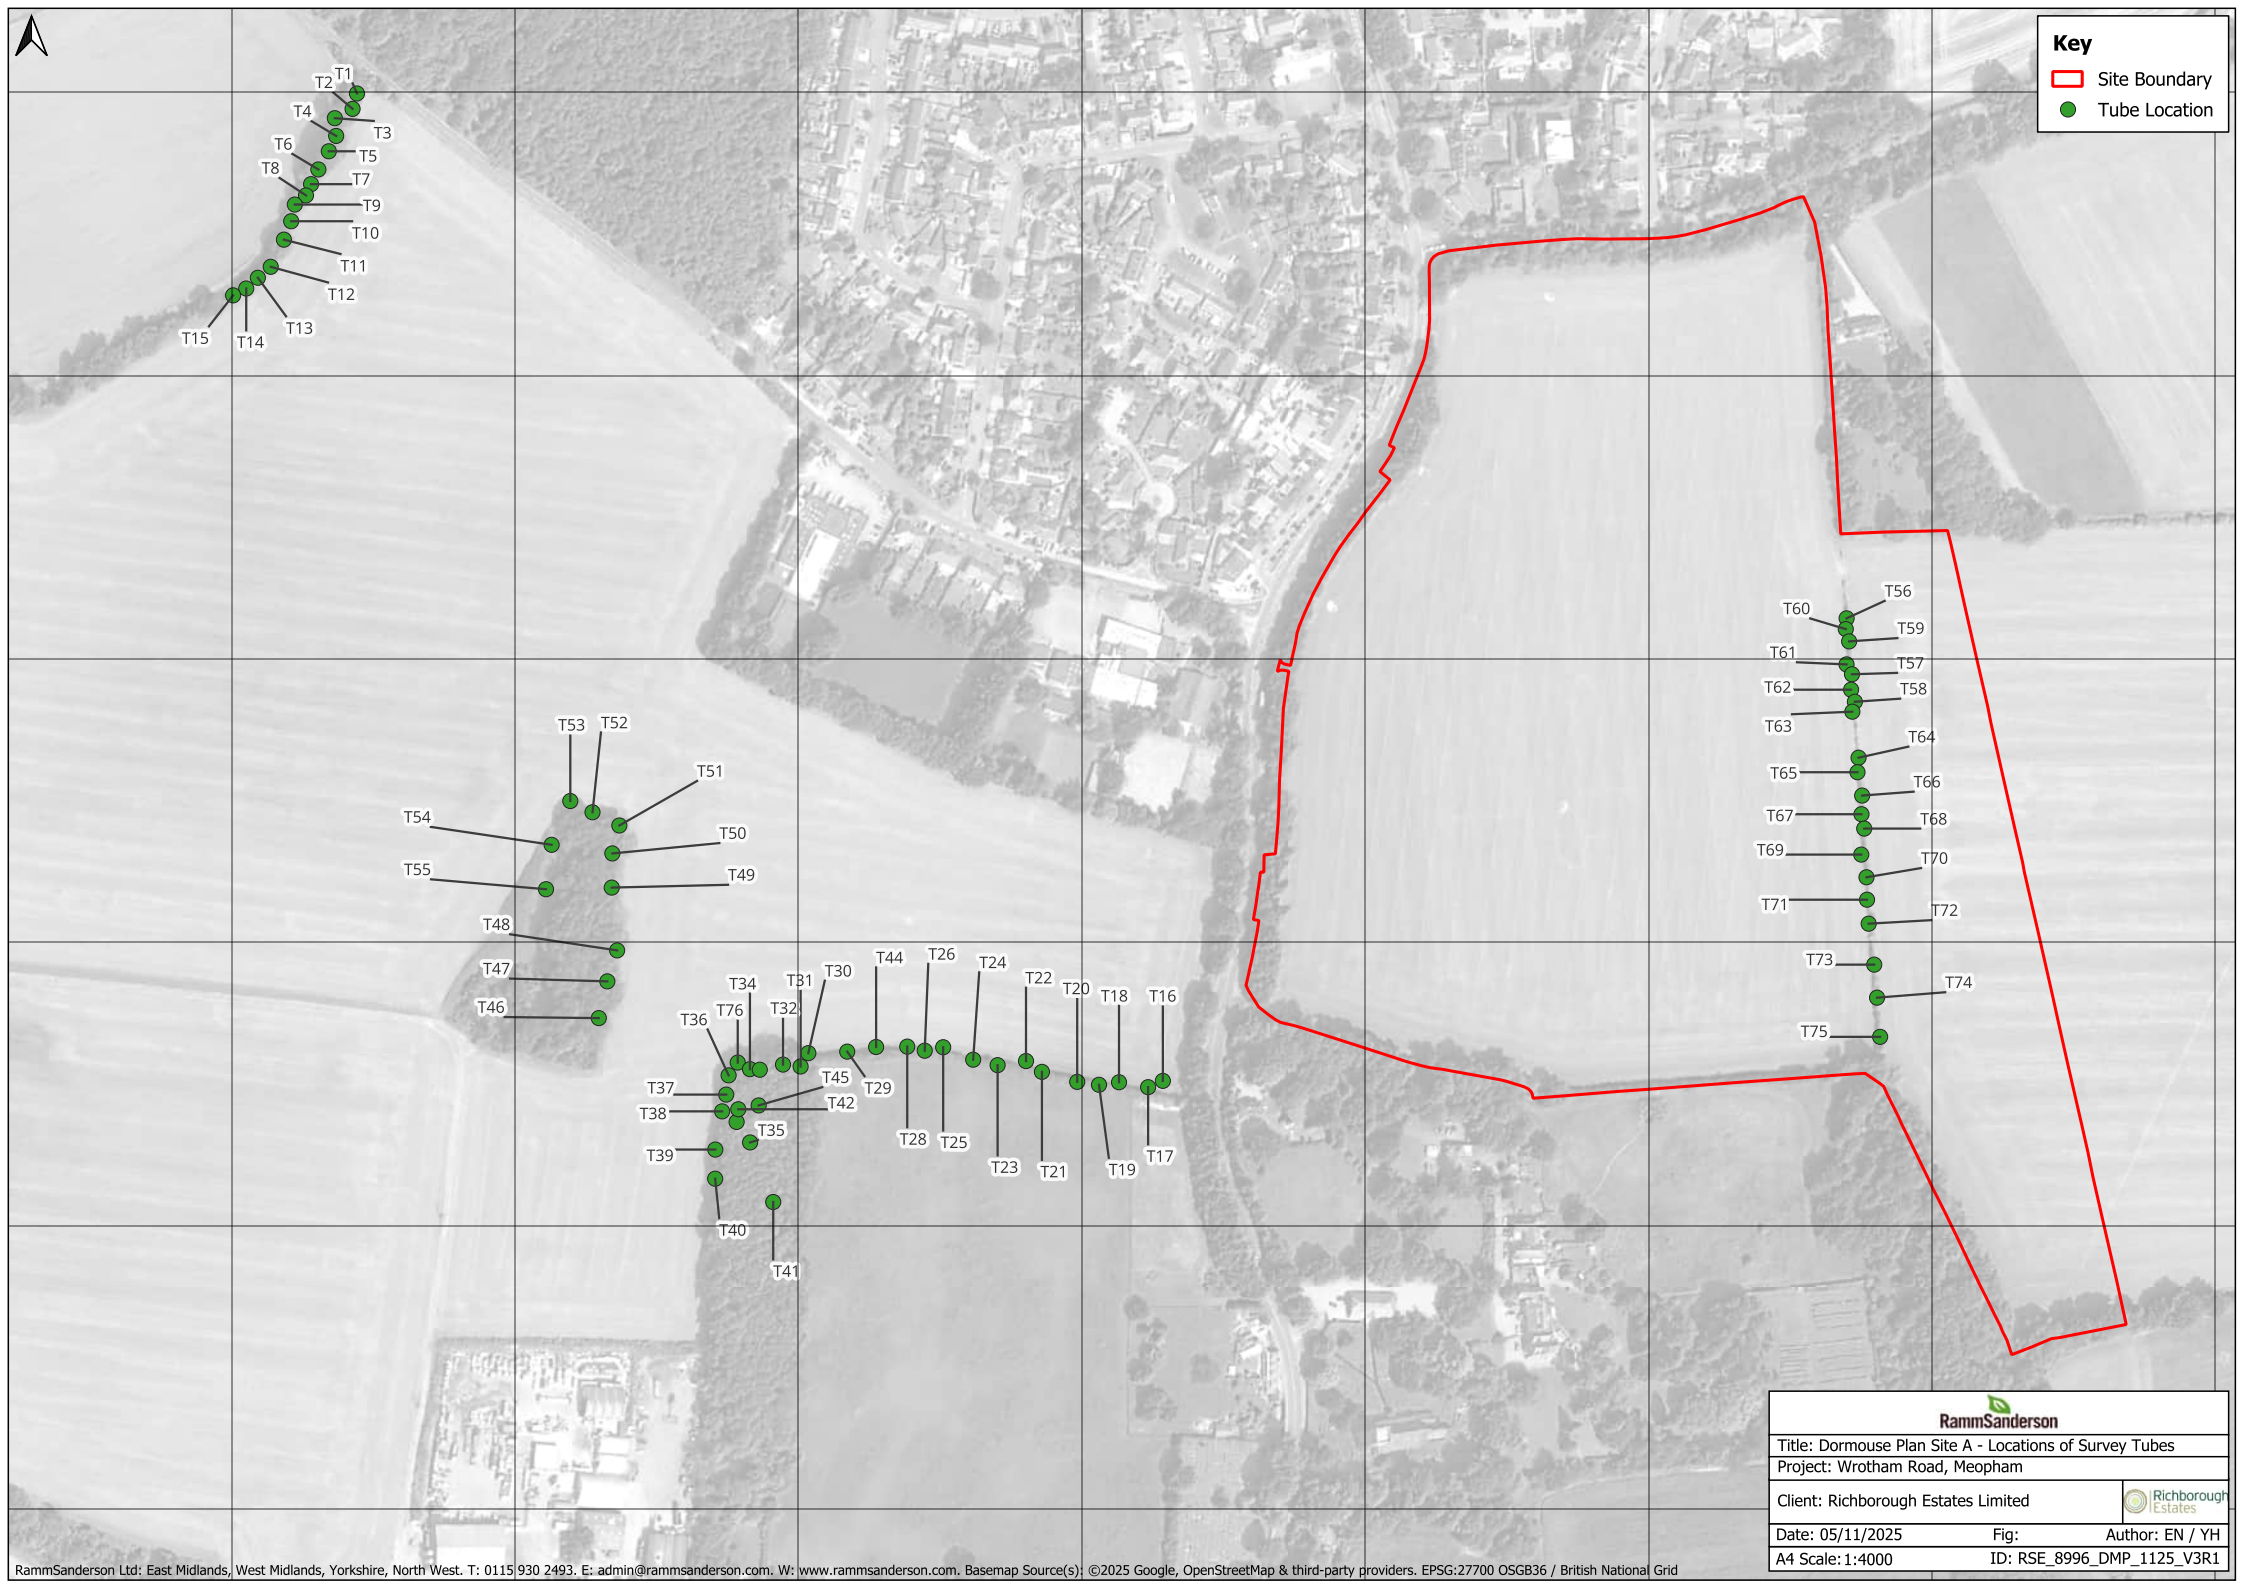 Key
Site Boundary
Tube Location
T1
T2
T4
T3
T6
T5
T8
T7
T9
T10
T11
T12
T13
T15
T14
T56
T60
T59
T61
T57
T62
T58
T63
T64
T65
T66
T67
T68
T69
T70
T71
T72
T73
T74
T75
T53
T52
T51
T54
T50
T55
T49
T48
T47
T46
T44
T26
T24
T30
T31
T22
T34
T20
T18
T16
T76
T32
T36
T45
T29
T37
T42
T38
T35
T28
T25
T39
T23
T21
T19
T17
T40
T41
RammSanderson
Title: Dormouse Plan Site A - Locations of Survey Tubes
Project: Wrotham Road, Meopham
Client: Richborough Estates Limited
Richborough
Estates
Date: 05/11/2025 Fig: Author: EN / YH
A4 Scale: 1:4000 ID: RSE_8996_DMP_1125_V3R1
RammSanderson Ltd: East Midlands, West Midlands, Yorkshire, North West. T: 0115 930 2493. E: admin@rammsanderson.com. W: www.rammsanderson.com. Basemap Source(s): ©2025 Google, OpenStreetMap & third-party providers. EPSG:27700 OSGB36 / British National Grid